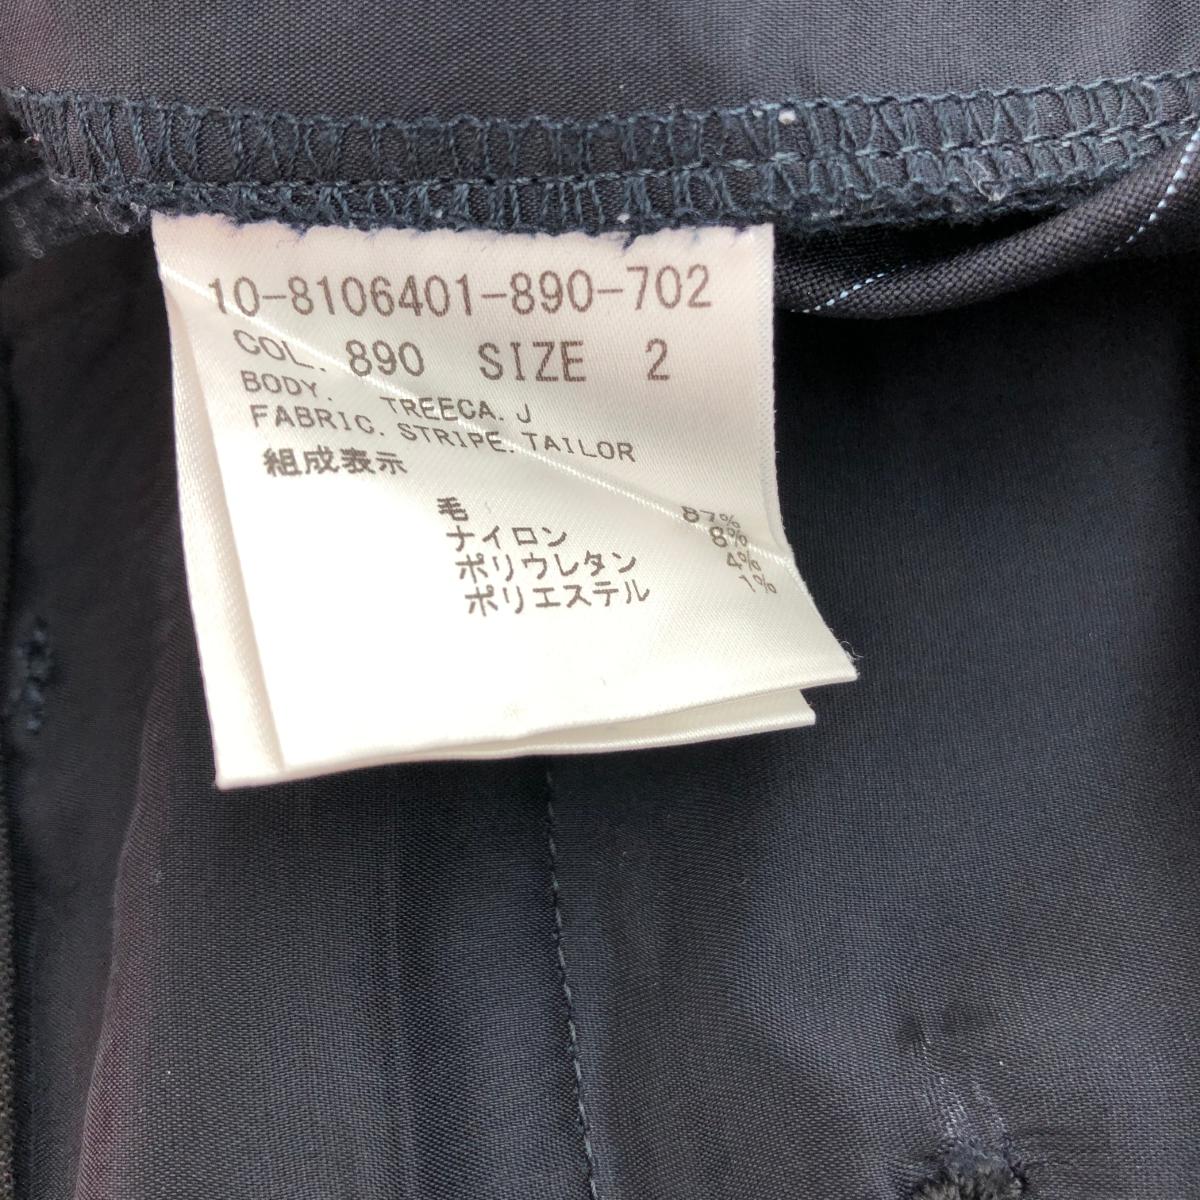 10-8106401-890-702
COL. 890 SIZE 2
BODY. TREECA.J
FABRIC.STRIPE.TAILOR
組成表示
毛 87%
ナイロン 8%
ポリウレタン 4%
ポリエステル 1%